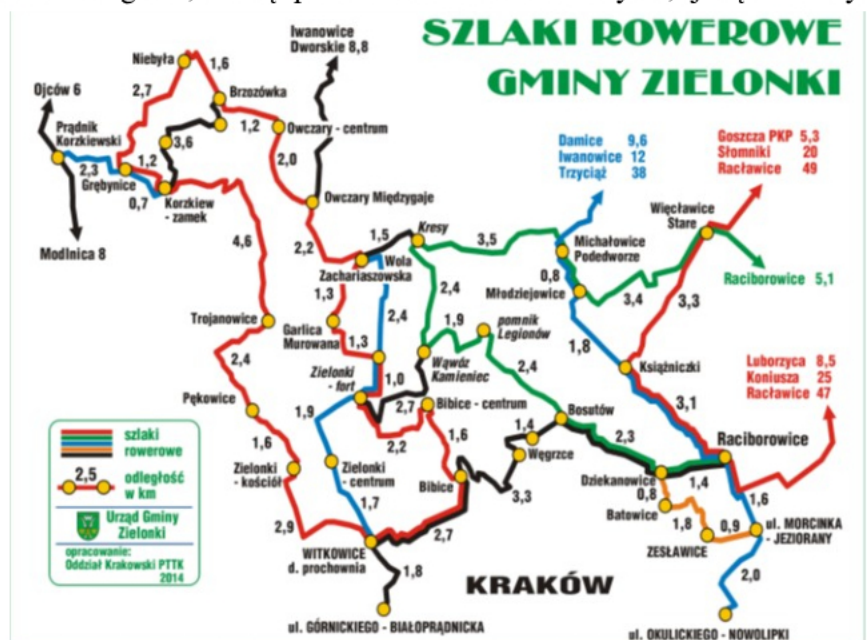 SZLAKI ROWEROWE
GMINY ZIELONKI
Iwanowice
Dworskie 8,8
Niebyła
1,6
Brzozówka
2,7
Ojców 6
Prądnik
Korzkiewski
3,6
1,2
Owczary - centrum
2,3
1,2
Grębynice
0,7
Korzkiew -
zamek
2,0
Owczary Międzygaje
Modlnica 8
4,6
2,2
1,5
Kresy
Wola
Zachariaszowska
3,5
Damice 9,6
Iwanowice 12
Trzyciąż 38
Goszcza PKP 5,3
Słomniki 20
Racławice 49
Więcławice
Stare
Michałowice
Podedworze
0,8
Młodziejowice
3,4
3,3
Raciborowice 5,1
1,3
2,4
2,4
1,9
pomnik
Legionów
1,8
Trojanowice
Garlica
Murowana
1,3
2,4
Zielonki
- fort
1,0
Wąwóz
Kamieniec
2,4
Książniczki
Luborzyca 8,5
Koniusza 25
Racławice 47
Pękowice
1,9
2,7
Bibice - centrum
2,2
1,6
1,4
Bosutów
3,1
1,6
Zielonki
- kościół
Zielonki -
centrum
Węgrzce
2,3
Raciborowice
1,7
Bibice
3,3
Dziekanowice
1,4
0,8
Batowice
1,6
1,8
0,9
ul. MORCINKA
- JEZIORANY
ZESŁAWICE
2,9
WITKOWICE
d. prochownia
2,7
1,8
KRAKÓW
2,0
ul. GÓRNICKIEGO - BIAŁOPRĄDNICKA
ul. OKULICKIEGO - NOWOLIPKI
szlaki
rowerowe
2,5
odległość
w km
Urząd Gminy
Zielonki
opracowanie:
Oddział Krakowski PTTK
2014